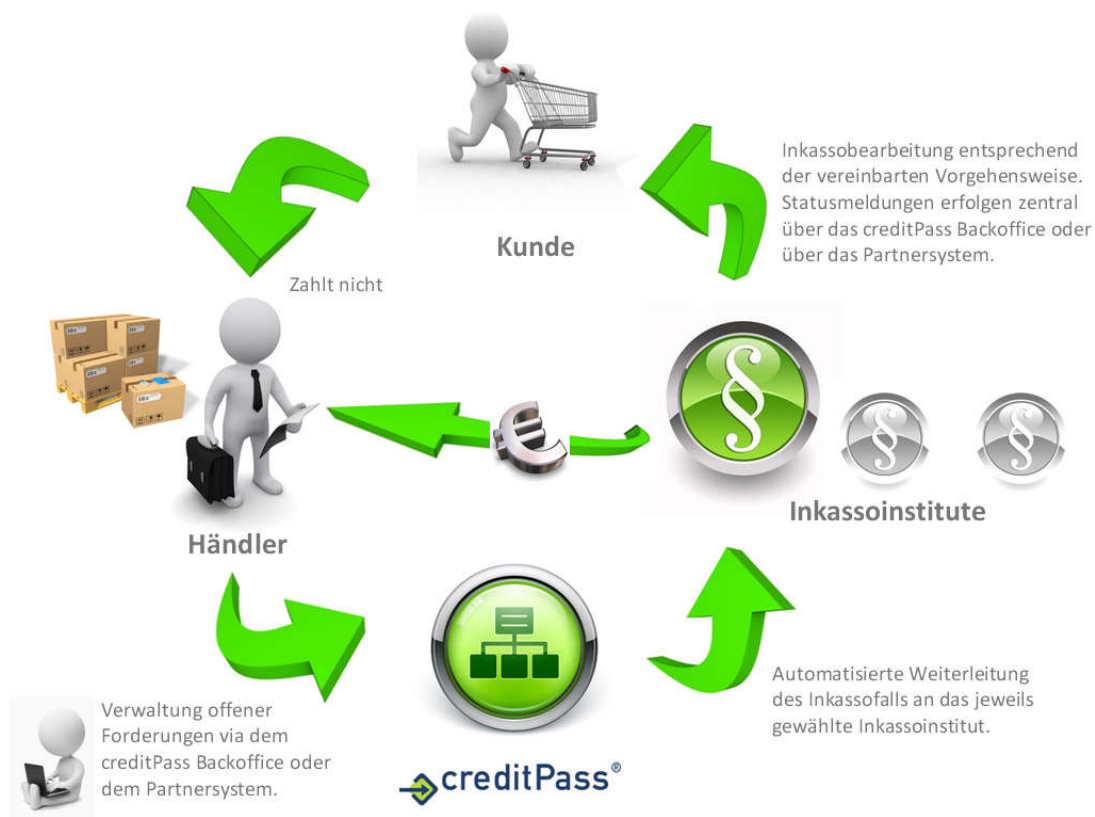 Inkassobearbeitung entsprechend
der vereinbarten Vorgehensweise.
Statusmeldungen erfolgen zentral
über das creditPass Backoffice oder
über das Partnersystem.
Kunde
Zahlt nicht
€
Inkassoinstitute
Händler
Automatisierte Weiterleitung
des Inkassofalls an das jeweils
gewählte Inkassoinstitut.
Verwaltung offener
Forderungen via dem
creditPass Backoffice oder
dem Partnersystem.
creditPass®